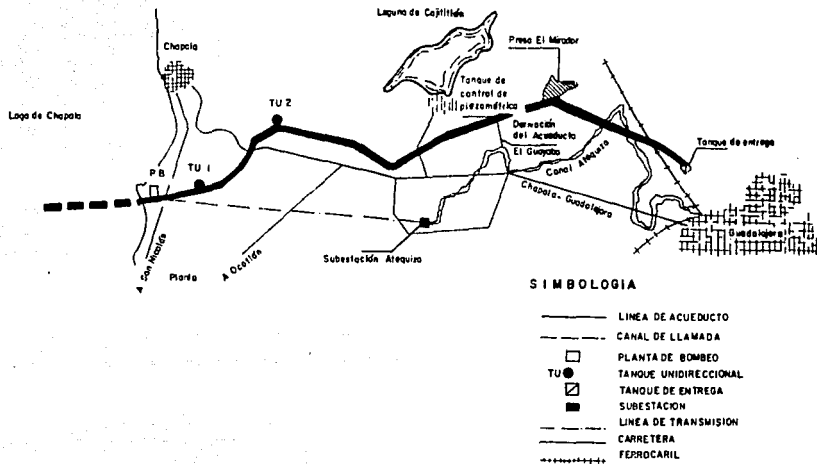 Laguna de Cajititlán
Chapala
Presa El Mirador
Tanque de
control de
piezométrica
Lago de Chapala
TU 2
Derivación
del Acueducto
El Guayabo
Tanque de entrega
Canal Atequiza
P B
TU 1
Chapala - Guadalajara
Guadalajara
A San Nicolás
Planta
A Ocotlán
Subestación Atequiza
SIMBOLOGIA
LINEA DE ACUEDUCTO
CANAL DE LLAMADA
PLANTA DE BOMBEO
TU TANQUE UNIDIRECCIONAL
TANQUE DE ENTREGA
SUBESTACION
LINEA DE TRANSMISION
CARRETERA
FERROCARIL